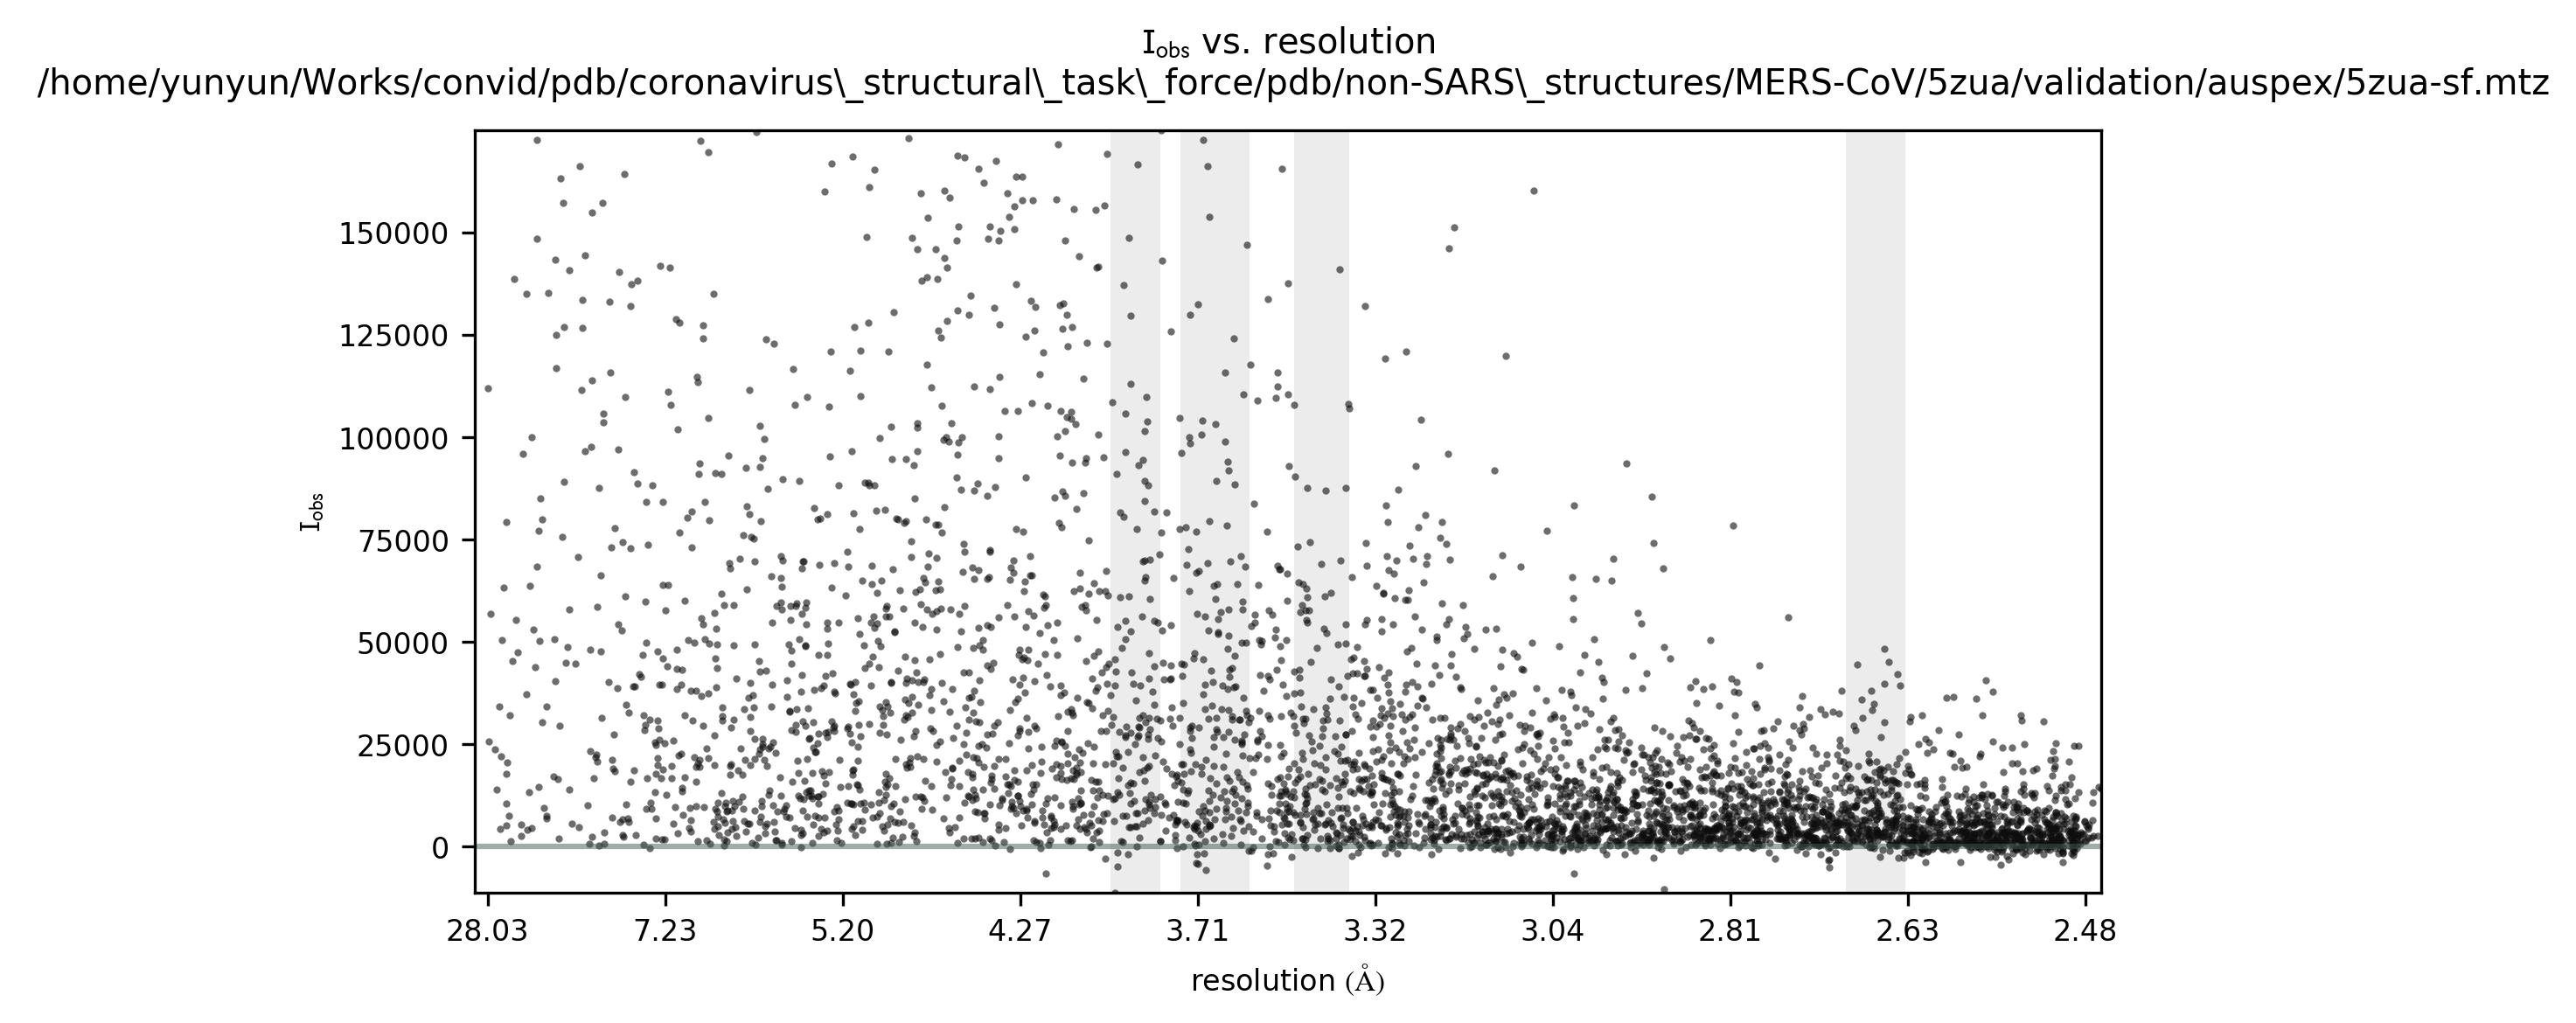 I_obs vs. resolution
/home/yunyun/Works/convid/pdb/coronavirus\_structural\_task\_force/pdb/non-SARS\_structures/MERS-CoV/5zua/validation/auspex/5zua-sf.mtz
150000
125000
100000
75000
50000
25000
0
I_obs
28.03 7.23 5.20 4.27 3.71 3.32 3.04 2.81 2.63 2.48
resolution (Å)